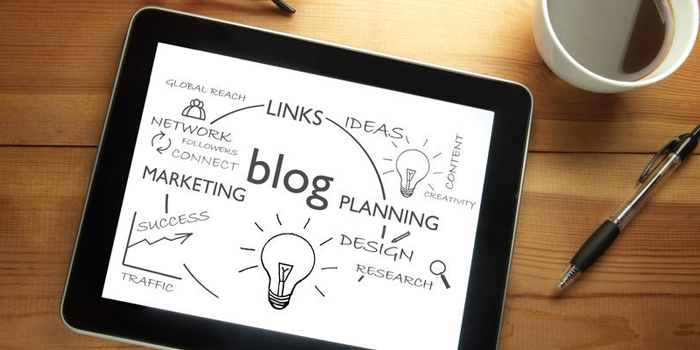 GLOBAL REACH
LINKS
IDEAS
CONTENT
NETWORK
FOLLOWERS
CONNECT
blog
CREATIVITY
MARKETING
PLANNING
SUCCESS
DESIGN
RESEARCH
TRAFFIC